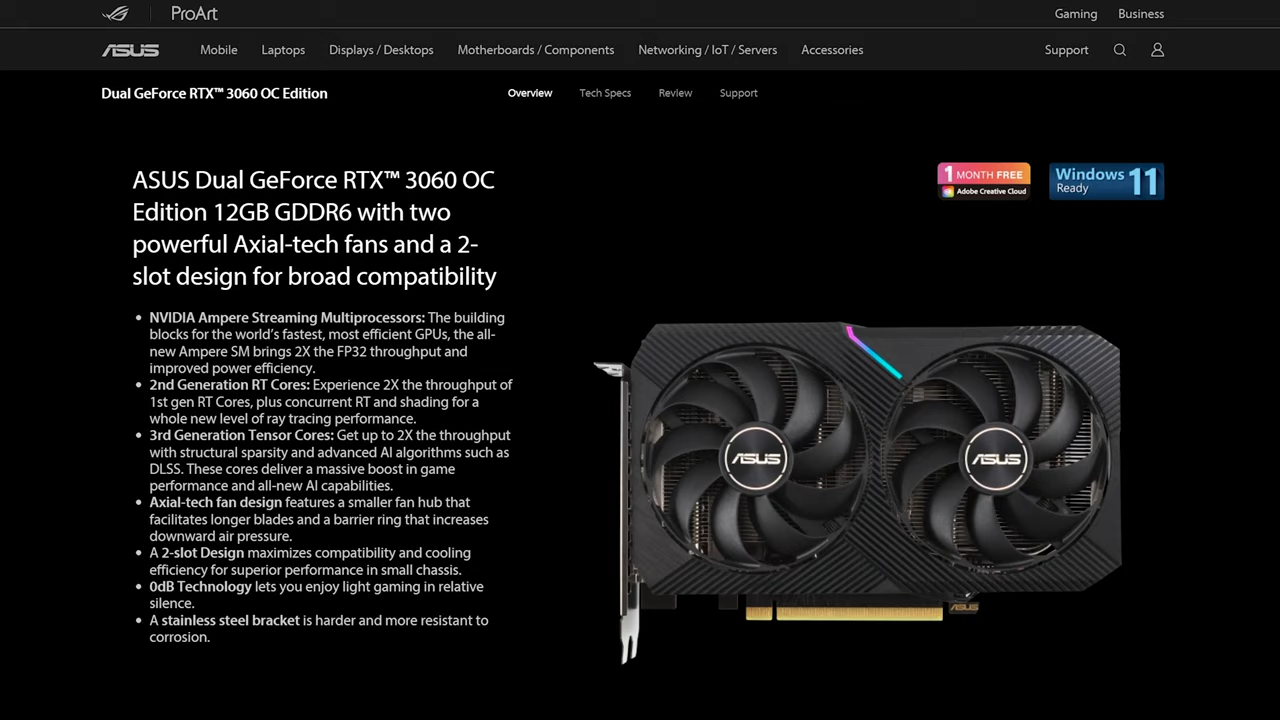 ProArt
Gaming
Business
ASUS
Mobile
Laptops
Displays / Desktops
Motherboards / Components
Networking / IoT / Servers
Accessories
Support
Dual GeForce RTX™ 3060 OC Edition
Overview
Tech Specs
Review
Support
ASUS Dual GeForce RTX™ 3060 OC
Edition 12GB GDDR6 with two
powerful Axial-tech fans and a 2-
slot design for broad compatibility
• NVIDIA Ampere Streaming Multiprocessors: The building
blocks for the world's fastest, most efficient GPUs, the all-
new Ampere SM brings 2X the FP32 throughput and
improved power efficiency.
• 2nd Generation RT Cores: Experience 2X the throughput of
1st gen RT Cores, plus concurrent RT and shading for a
whole new level of ray tracing performance.
• 3rd Generation Tensor Cores: Get up to 2X the throughput
with structural sparsity and advanced AI algorithms such as
DLSS. These cores deliver a massive boost in game
performance and all-new AI capabilities.
• Axial-tech fan design features a smaller fan hub that
facilitates longer blades and a barrier ring that increases
downward air pressure.
• A 2-slot Design maximizes compatibility and cooling
efficiency for superior performance in small chassis.
• 0dB Technology lets you enjoy light gaming in relative
silence.
• A stainless steel bracket is harder and more resistant to
corrosion.
1 MONTH FREE
Adobe Creative Cloud
Windows 11
Ready
ASUS
ASUS
ASUS